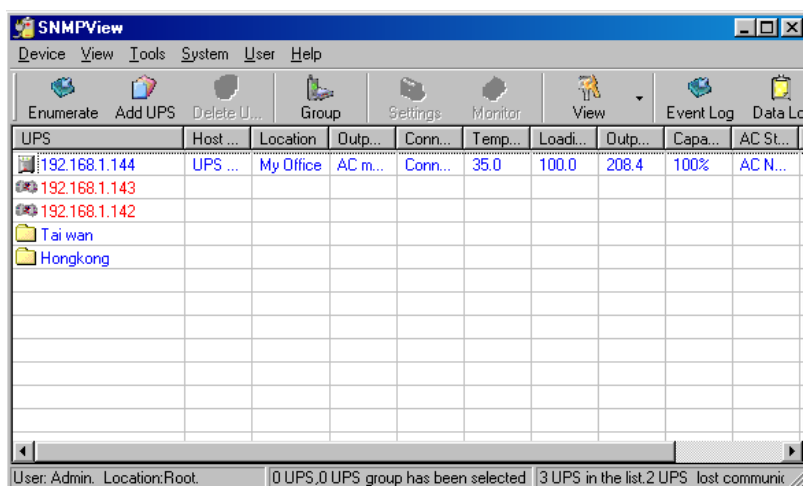 SNMPView
Device View Tools System User Help
Enumerate Add UPS Delete U... Group Settings Monitor View Event Log Data Lo
UPS Host ... Location Outp... Conn... Temp... Loadi... Outp... Capa... AC St...
192.168.1.144 UPS ... My Office AC m... Conn... 35.0 100.0 208.4 100% AC N...
192.168.1.143
192.168.1.142
Tai wan
Hongkong
User: Admin. Location:Root. 0 UPS,0 UPS group has been selected 3 UPS in the list.2 UPS lost communic